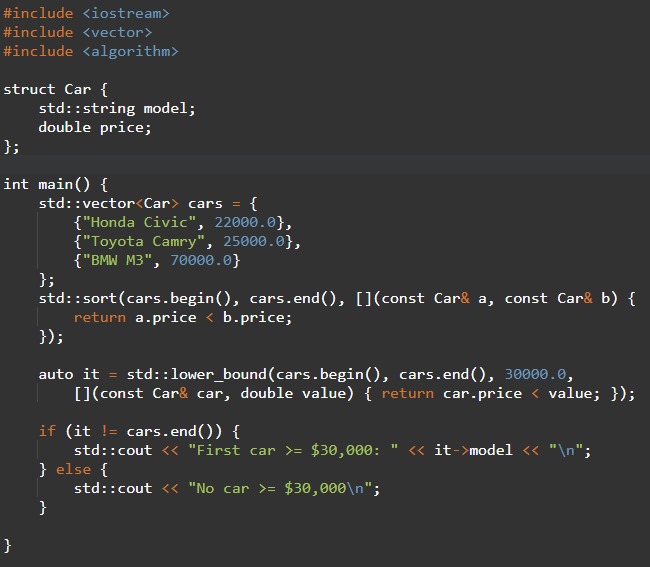 #include <iostream>
#include <vector>
#include <algorithm>

struct Car {
    std::string model;
    double price;
};

int main() {
    std::vector<Car> cars = {
        {"Honda Civic", 22000.0},
        {"Toyota Camry", 25000.0},
        {"BMW M3", 70000.0}
    };
    std::sort(cars.begin(), cars.end(), [](const Car& a, const Car& b) {
        return a.price < b.price;
    });

    auto it = std::lower_bound(cars.begin(), cars.end(), 30000.0,
        [](const Car& car, double value) { return car.price < value; });

    if (it != cars.end()) {
        std::cout << "First car >= $30,000: " << it->model << "\n";
    } else {
        std::cout << "No car >= $30,000\n";
    }

}